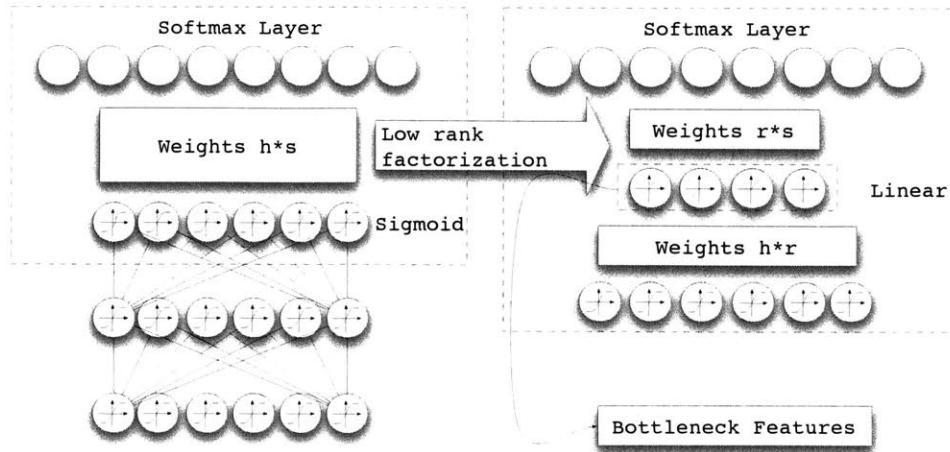 Softmax Layer
Weights h*s
Sigmoid
Low rank
factorization
Softmax Layer
Weights r*s
Linear
Weights h*r
Bottleneck Features